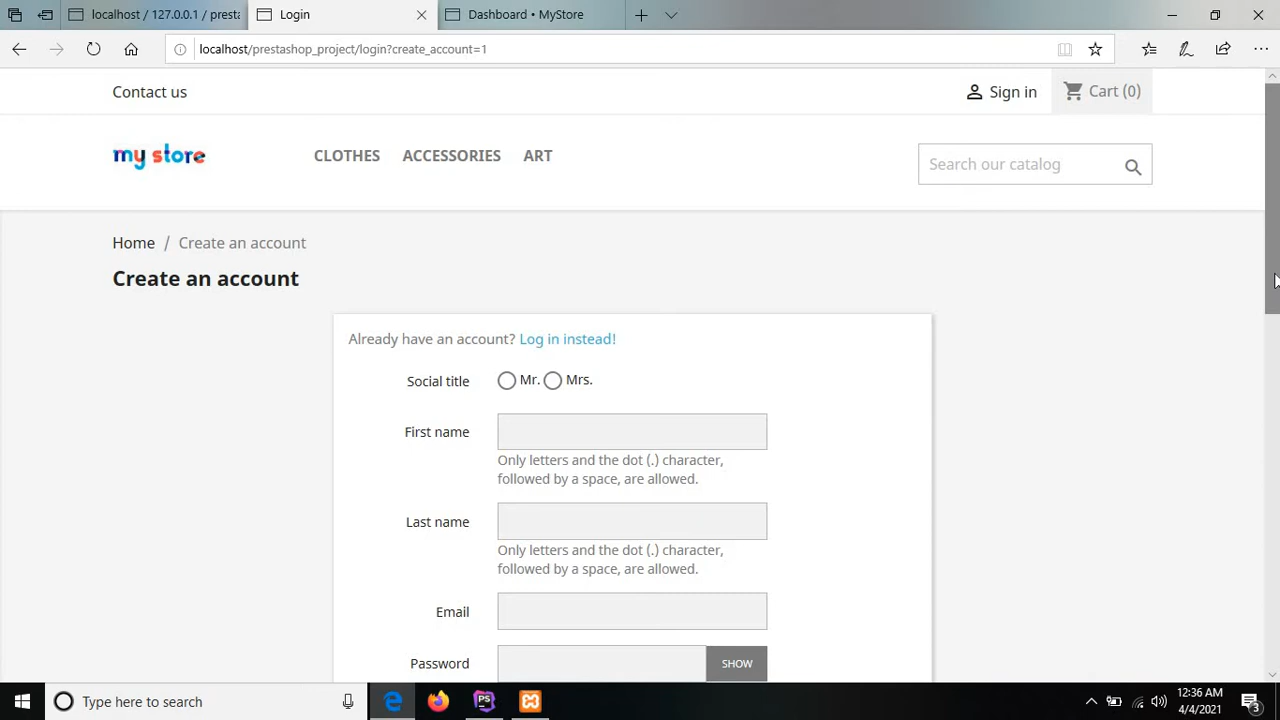 localhost / 127.0.0.1 / presta
Login
Dashboard • MyStore
localhost/prestashop_project/login?create_account=1
Contact us
Sign in
Cart (0)
my store
CLOTHES
ACCESSORIES
ART
Search our catalog
Home / Create an account
Create an account
Already have an account? Log in instead!
Social title
Mr.
Mrs.
First name
Only letters and the dot (.) character,
followed by a space, are allowed.
Last name
Only letters and the dot (.) character,
followed by a space, are allowed.
Email
Password
SHOW
Type here to search
PS
12:36 AM
4/4/2021
3